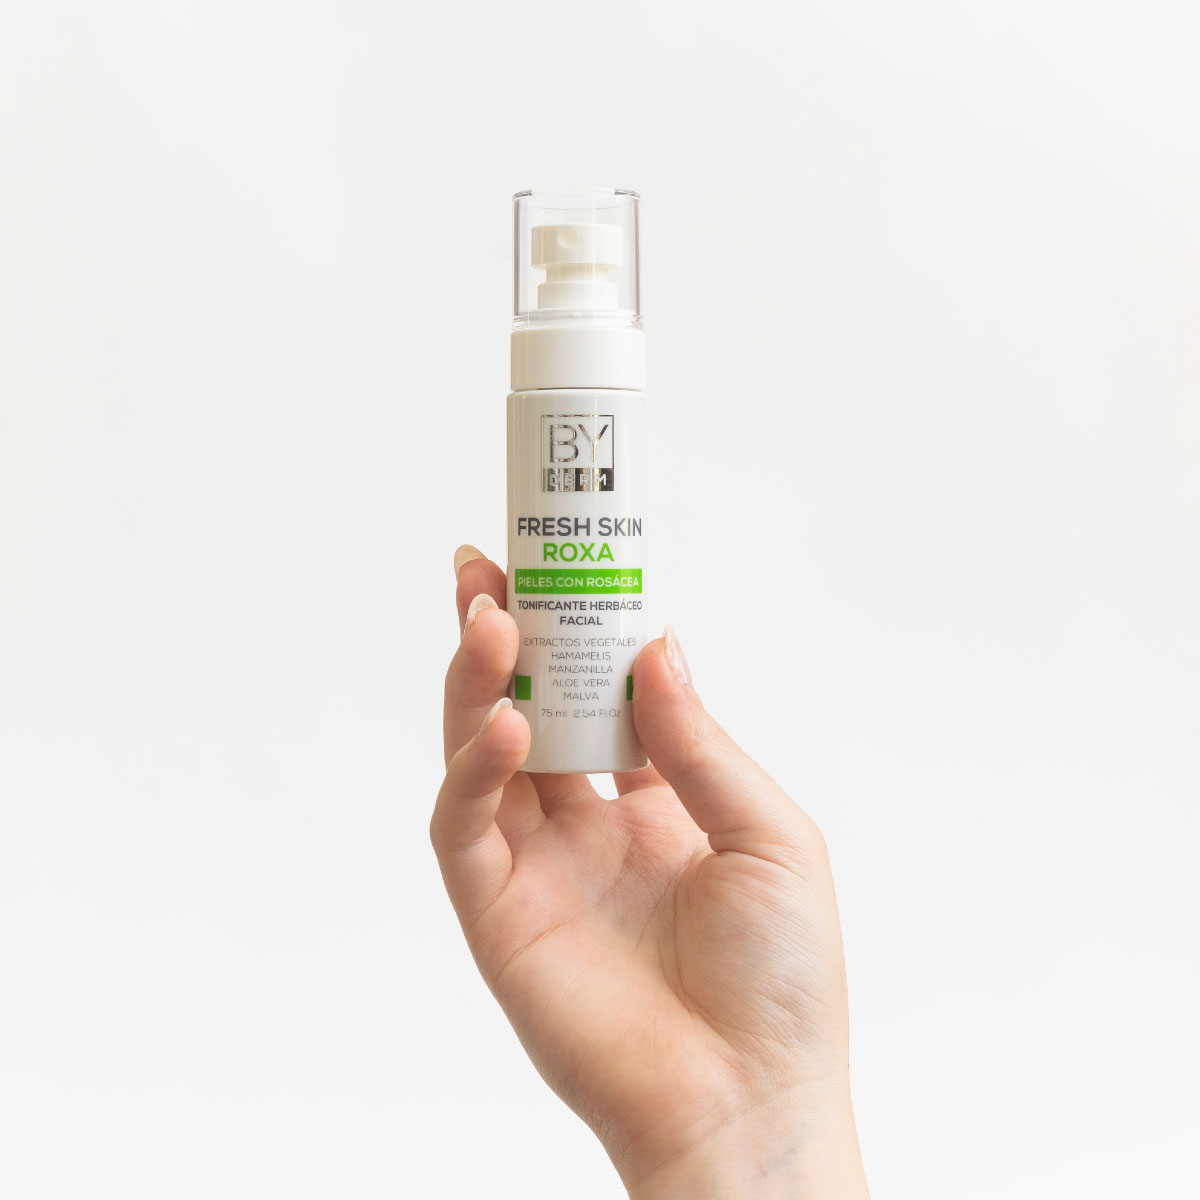 BY
DERM
FRESH SKIN
ROXA
PIELES CON ROSÁCEA
TONIFICANTE HERBÁCEO
FACIAL
EXTRACTOS VEGETALES
HAMAMELIS
MANZANILLA
ALOE VERA
MALVA
75 ml 2.54 Fl Oz